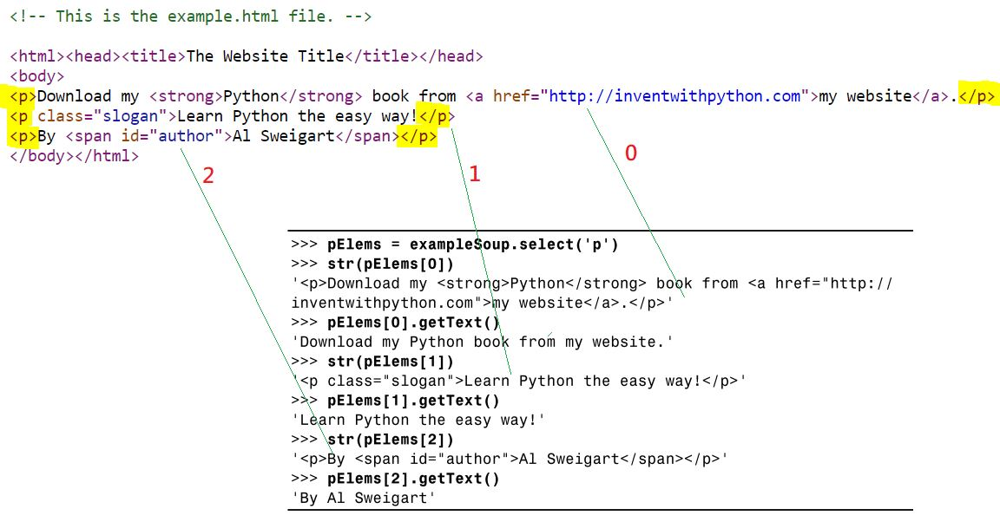 <!-- This is the example.html file. -->
<html><head><title>The Website Title</title></head>
<body>
<p>Download my <strong>Python</strong> book from <a href="http://inventwithpython.com">my website</a>.</p>
<p class="slogan">Learn Python the easy way!</p>
<p>By <span id="author">Al Sweigart</span></p>
</body></html>
0
2
1
>>> pElems = exampleSoup.select('p')
>>> str(pElems[0])
'<p>Download my <strong>Python</strong> book from <a href="http://
inventwithpython.com">my website</a>.</p>'
>>> pElems[0].getText()
'Download my Python book from my website.'
>>> str(pElems[1])
'<p class="slogan">Learn Python the easy way!</p>'
>>> pElems[1].getText()
'Learn Python the easy way!'
>>> str(pElems[2])
'<p>By <span id="author">Al Sweigart</span></p>'
>>> pElems[2].getText()
'By Al Sweigart'